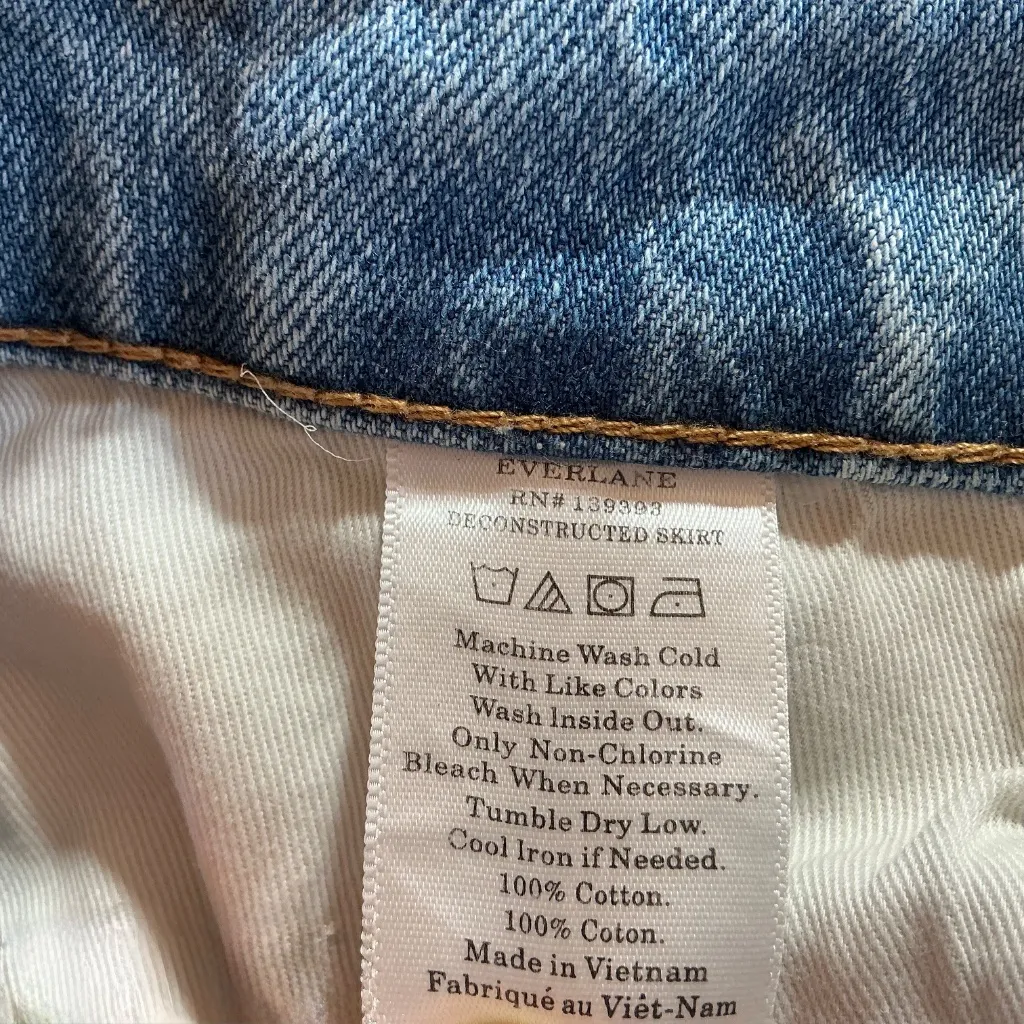 EVERLANE
RN# 139393
DECONSTRUCTED SKIRT
Machine Wash Cold
With Like Colors
Wash Inside Out.
Only Non-Chlorine
Bleach When Necessary.
Tumble Dry Low.
Cool Iron if Needed.
100% Cotton.
100% Coton.
Made in Vietnam
Fabriqué au Viêt-Nam